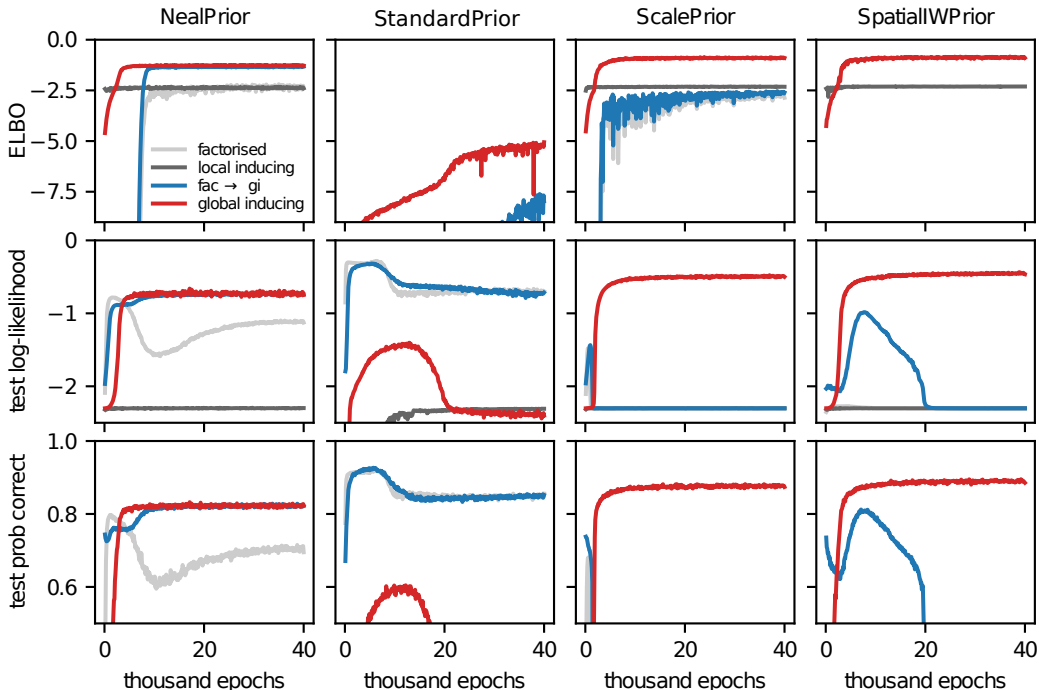 NealPrior StandardPrior ScalePrior SpatialIWPrior
0.0
−2.5
ELBO
−5.0
−7.5
factorised
local inducing
fac → gi
global inducing
0
−1
test log-likelihood
−2
1.0
0.8
test prob correct
0.6
0 20 40 0 20 40 0 20 40 0 20 40
thousand epochs thousand epochs thousand epochs thousand epochs